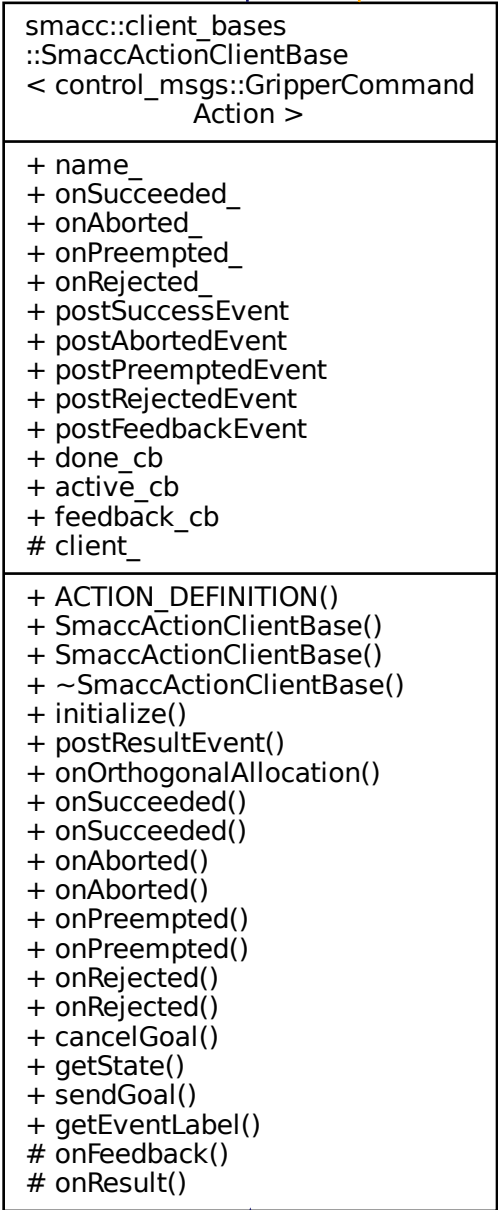 smacc::client_bases
::SmaccActionClientBase
< control_msgs::GripperCommand
Action >
+ name_
+ onSucceeded_
+ onAborted_
+ onPreempted_
+ onRejected_
+ postSuccessEvent
+ postAbortedEvent
+ postPreemptedEvent
+ postRejectedEvent
+ postFeedbackEvent
+ done_cb
+ active_cb
+ feedback_cb
# client_
+ ACTION_DEFINITION()
+ SmaccActionClientBase()
+ SmaccActionClientBase()
+ ~SmaccActionClientBase()
+ initialize()
+ postResultEvent()
+ onOrthogonalAllocation()
+ onSucceeded()
+ onSucceeded()
+ onAborted()
+ onAborted()
+ onPreempted()
+ onPreempted()
+ onRejected()
+ onRejected()
+ cancelGoal()
+ getState()
+ sendGoal()
+ getEventLabel()
# onFeedback()
# onResult()